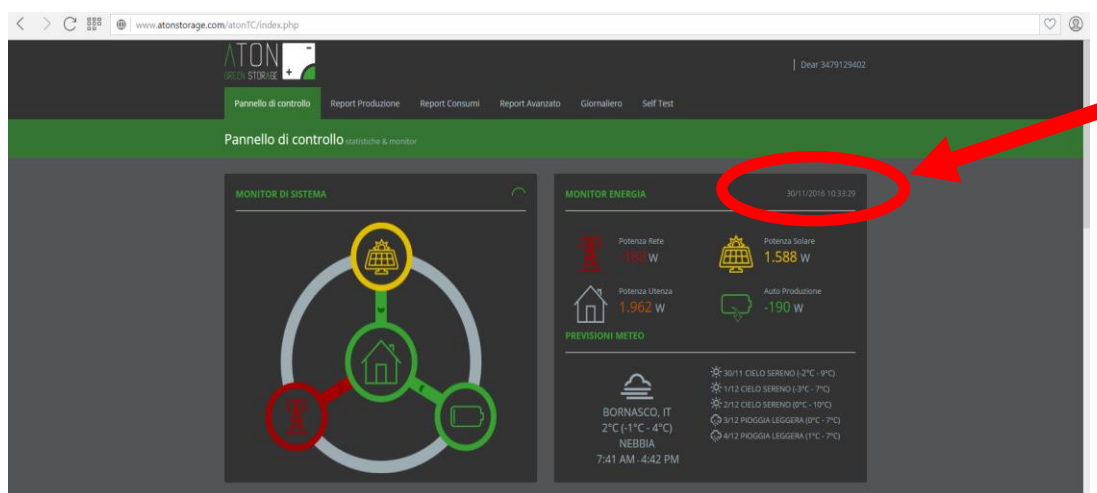 www.atonstorage.com/atonTC/index.php
ATON
GREEN STORAGE
Dear 3479129402
Pannello di controllo Report Produzione Report Consumi Report Avanzato Giornaliero Self Test
Pannello di controllo statistiche & monitor
MONITOR DI SISTEMA
MONITOR ENERGIA 30/11/2016 10:33:29
Potenza Rete
W
Potenza Solare
1.588 W
Potenza Utenza
1.962 W
Auto Produzione
-190 W
PREVISIONI METEO
BORNASCO, IT
2°C (-1°C - 4°C)
NEBBIA
7:41 AM - 4:42 PM
30/11 CIELO SERENO (-2°C - 9°C)
1/12 CIELO SERENO (-3°C - 7°C)
2/12 CIELO SERENO (0°C - 10°C)
3/12 PIOGGIA LEGGERA (0°C - 7°C)
4/12 PIOGGIA LEGGERA (1°C - 7°C)